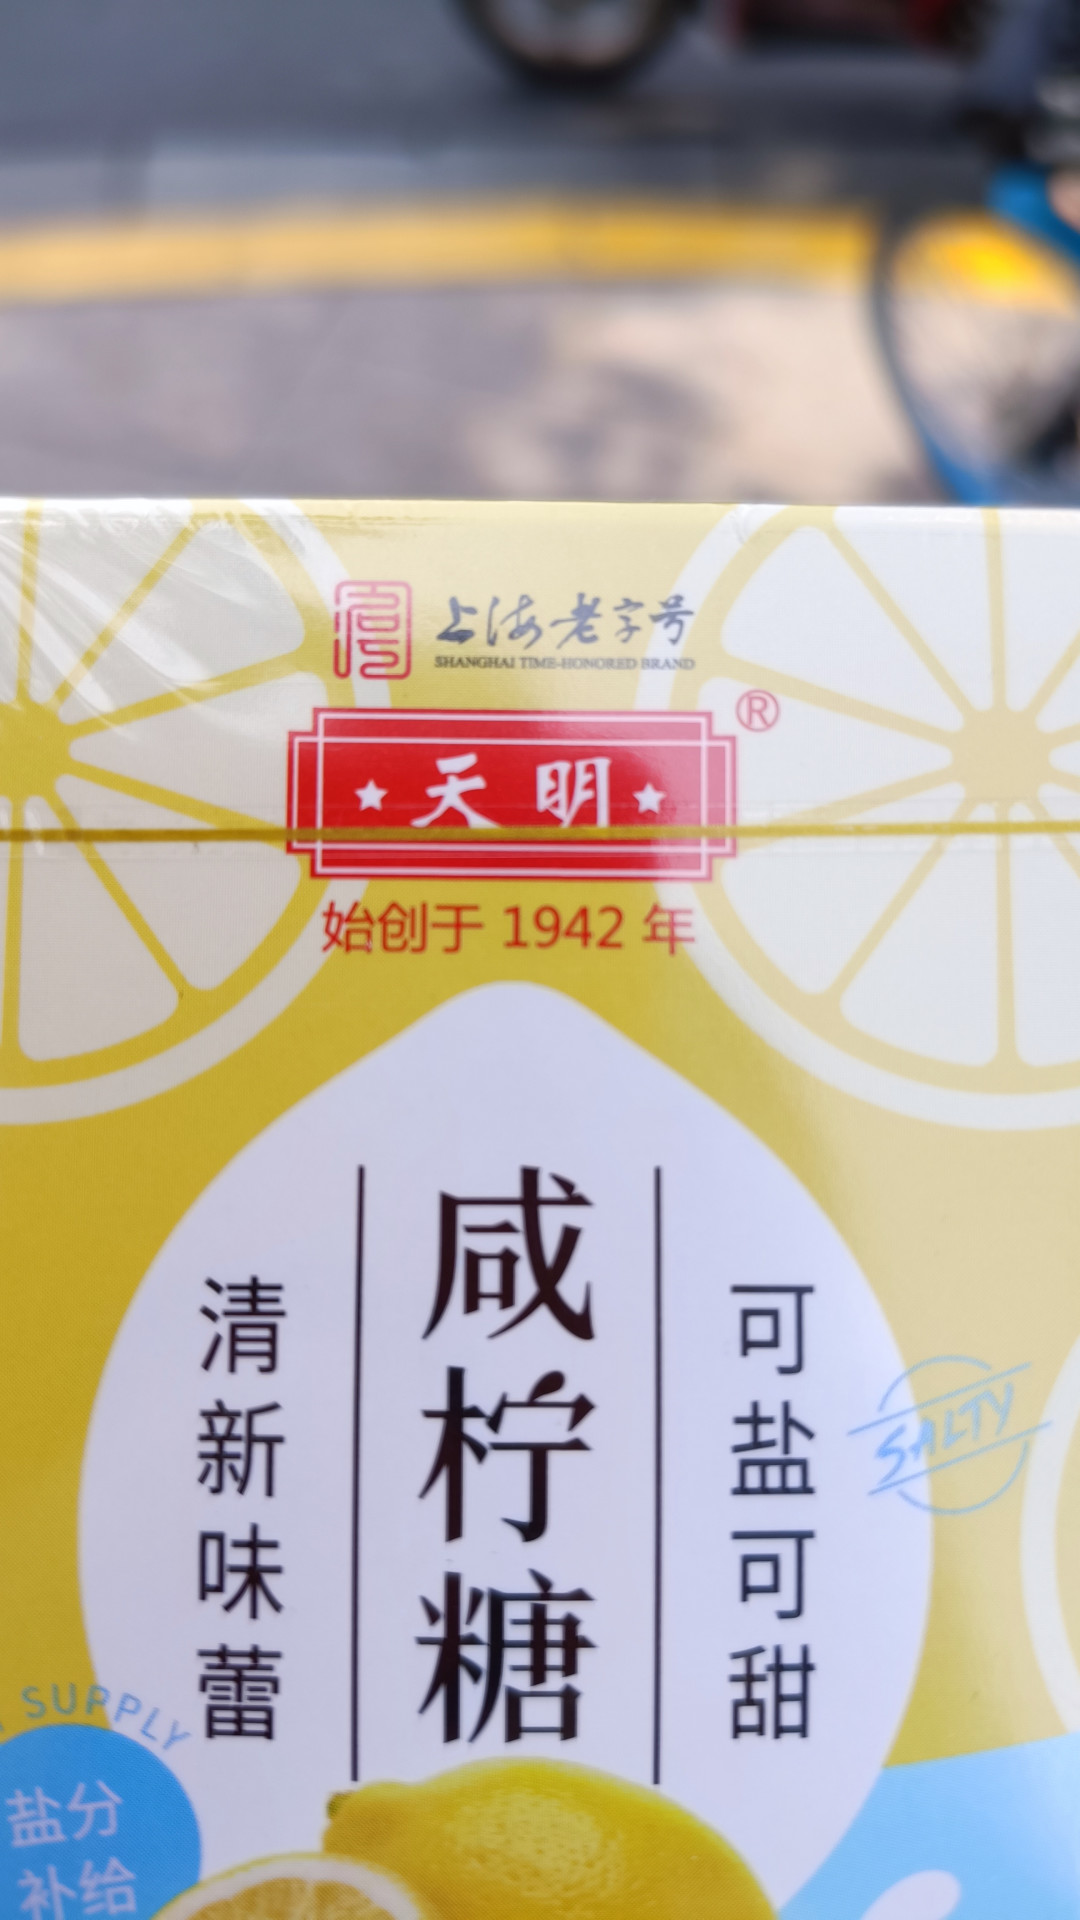 上海老字号
SHANGHAI TIME-HONORED BRAND
天明
®
始创于 1942 年
咸柠糖
清新味蕾
可盐可甜
SALTY
SUPPLY
盐分
补给